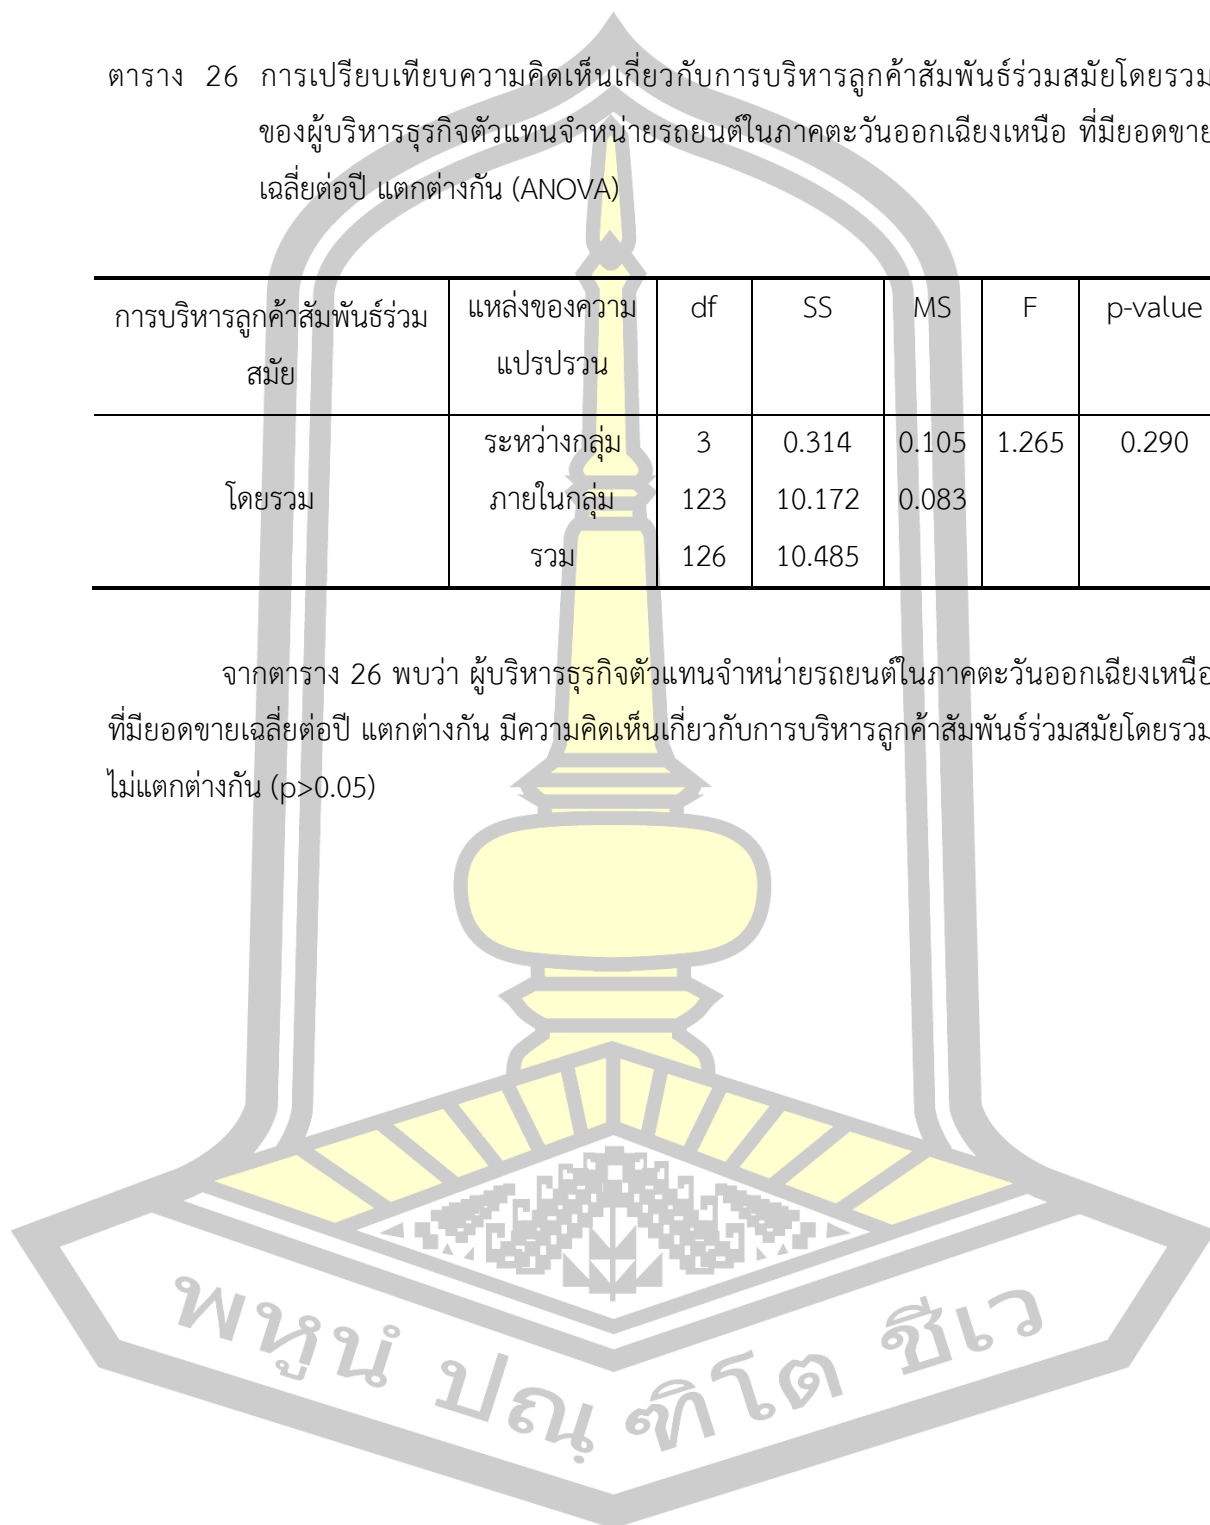 ตาราง 26 การเปรียบเทียบความคิดเห็นเกี่ยวกับการบริหารลูกค้าสัมพันธ์ร่วมสมัยโดยรวม
ของผู้บริหารธุรกิจตัวแทนจำหน่ายรถยนต์ในภาคตะวันออกเฉียงเหนือ ที่มียอดขาย
เฉลี่ยต่อปี แตกต่างกัน (ANOVA)
การบริหารลูกค้าสัมพันธ์ร่วม แหล่งของความ df SS MS F p-value
สมัย แปรปรวน
ระหว่างกลุ่ม 3 0.314 0.105 1.265 0.290
โดยรวม ภายในกลุ่ม 123 10.172 0.083
รวม 126 10.485
จากตาราง 26 พบว่า ผู้บริหารธุรกิจตัวแทนจำหน่ายรถยนต์ในภาคตะวันออกเฉียงเหนือ
ที่มียอดขายเฉลี่ยต่อปี แตกต่างกัน มีความคิดเห็นเกี่ยวกับการบริหารลูกค้าสัมพันธ์ร่วมสมัยโดยรวม
ไม่แตกต่างกัน (p>0.05)
พหูนํ ปณฺฑิโต ชีเว